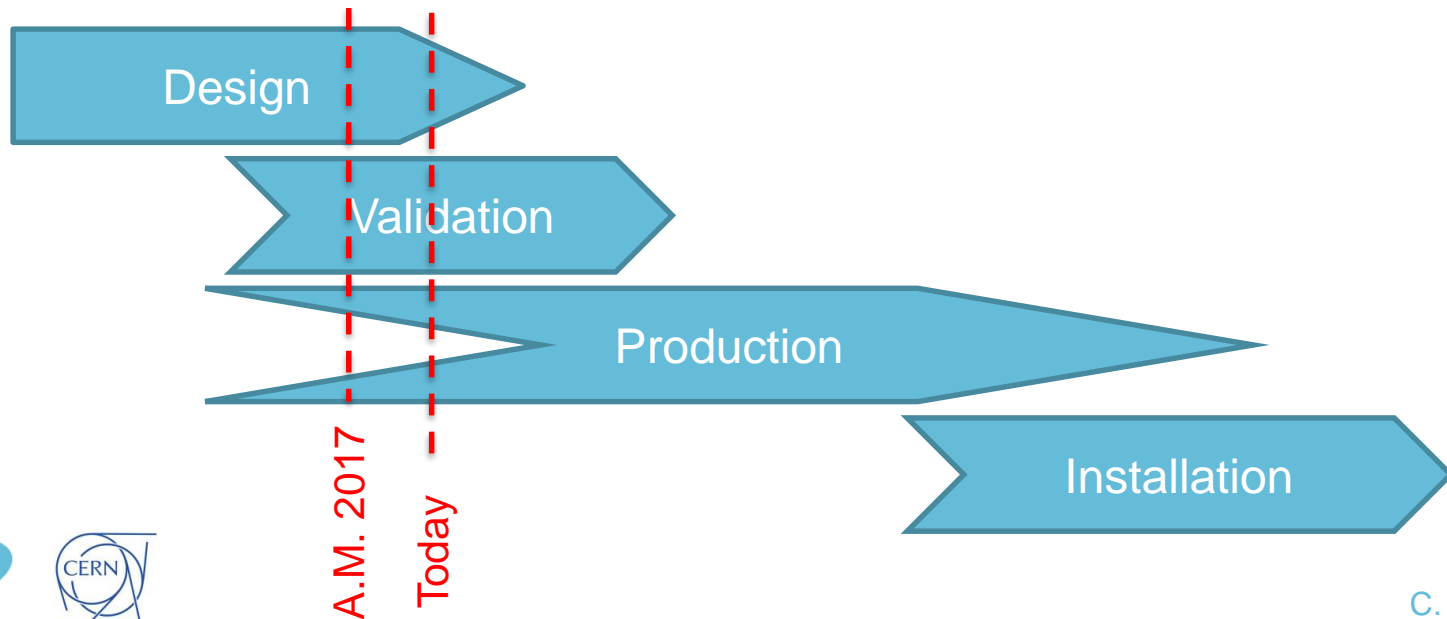 Design
Validation
Production
Installation
A.M. 2017
Today
CERN
C.